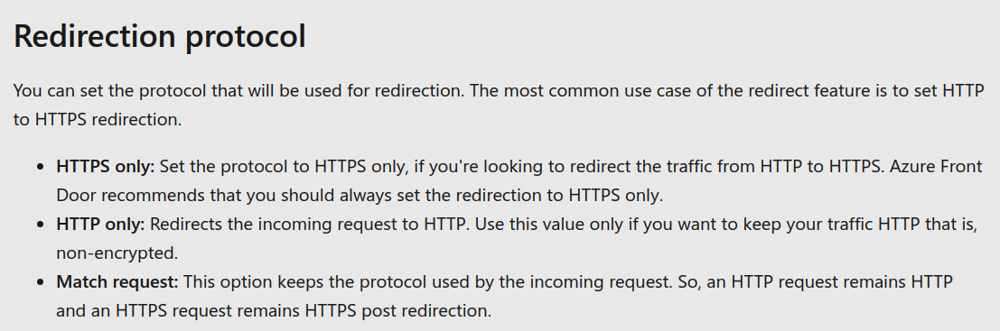 Redirection protocol
You can set the protocol that will be used for redirection. The most common use case of the redirect feature is to set HTTP
to HTTPS redirection.
• HTTPS only: Set the protocol to HTTPS only, if you're looking to redirect the traffic from HTTP to HTTPS. Azure Front
Door recommends that you should always set the redirection to HTTPS only.
• HTTP only: Redirects the incoming request to HTTP. Use this value only if you want to keep your traffic HTTP that is,
non-encrypted.
• Match request: This option keeps the protocol used by the incoming request. So, an HTTP request remains HTTP
and an HTTPS request remains HTTPS post redirection.